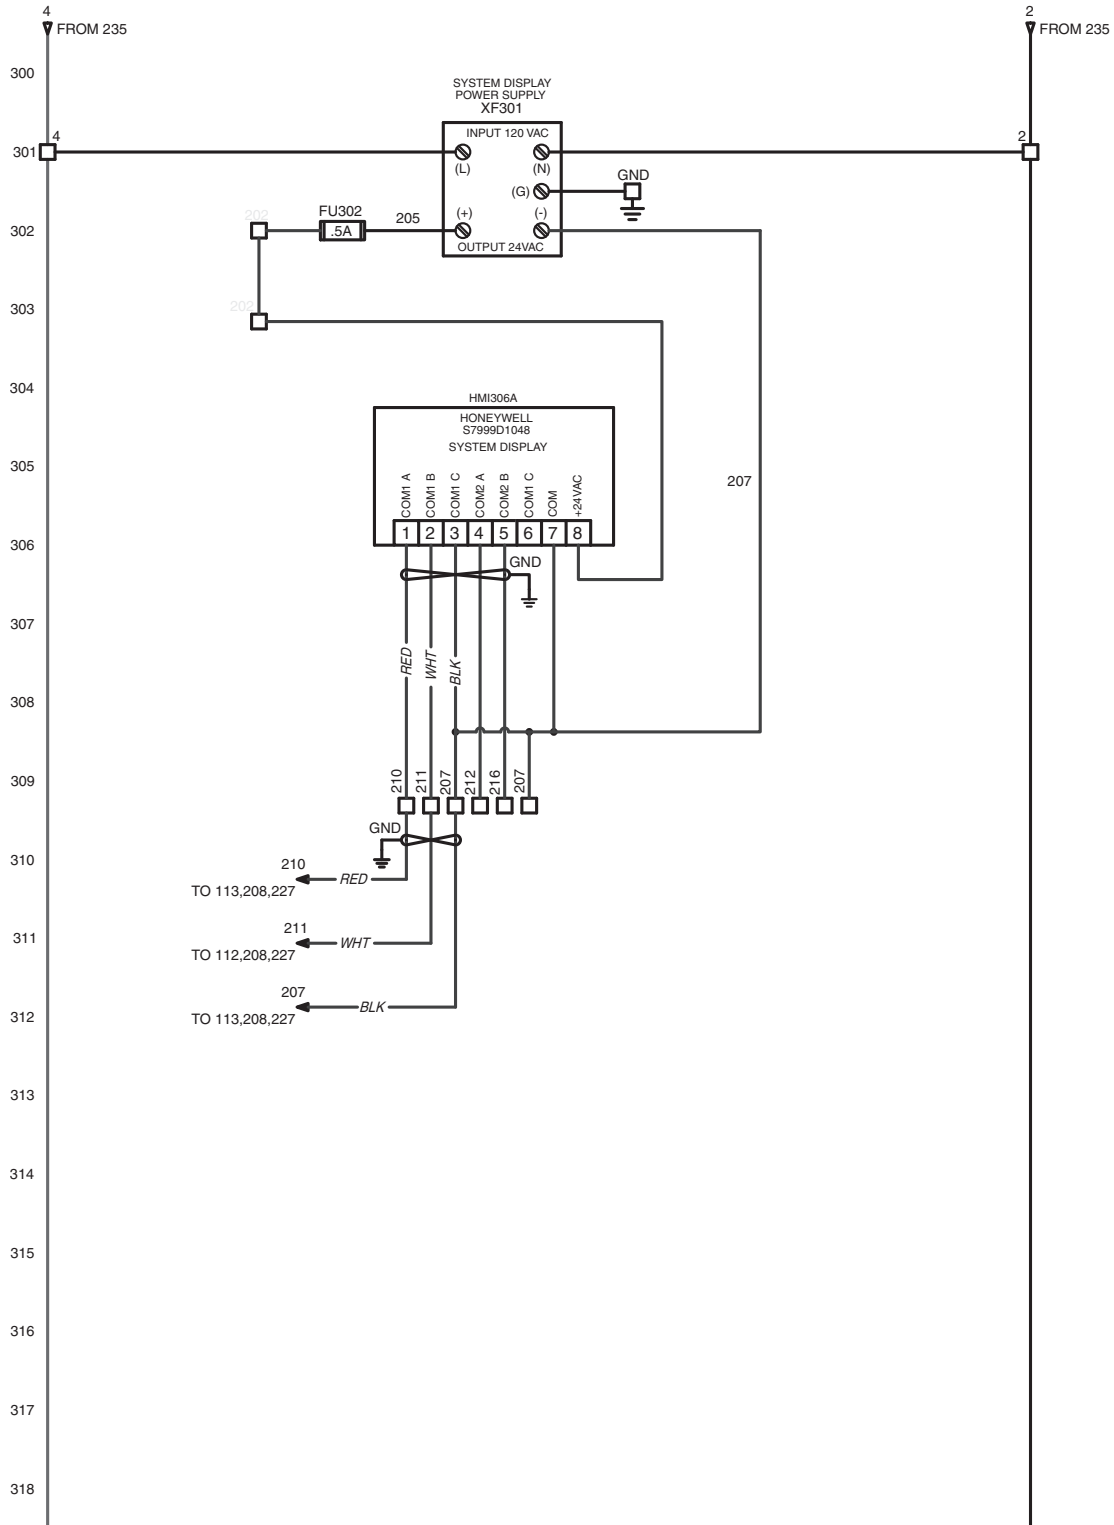 4
FROM 235
2
FROM 235
300
SYSTEM DISPLAY
POWER SUPPLY
XF301
INPUT 120 VAC
301
4
2
(L)
(N)
GND
(G)
202
FU302
205
(+)
(-)
302
.5A
OUTPUT 24VAC
303
202
304
HMI306A
HONEYWELL
S7999D1048
SYSTEM DISPLAY
305
COM1 A
COM1 B
COM1 C
COM2 A
COM2 B
COM1 C
COM
+24VAC
207
306
1 2 3 4 5 6 7 8
GND
307
RED
WHT
BLK
308
309
210
211
207
212
216
207
GND
310
210
RED
TO 113,208,227
311
211
WHT
TO 112,208,227
207
BLK
312
TO 113,208,227
313
314
315
316
317
318